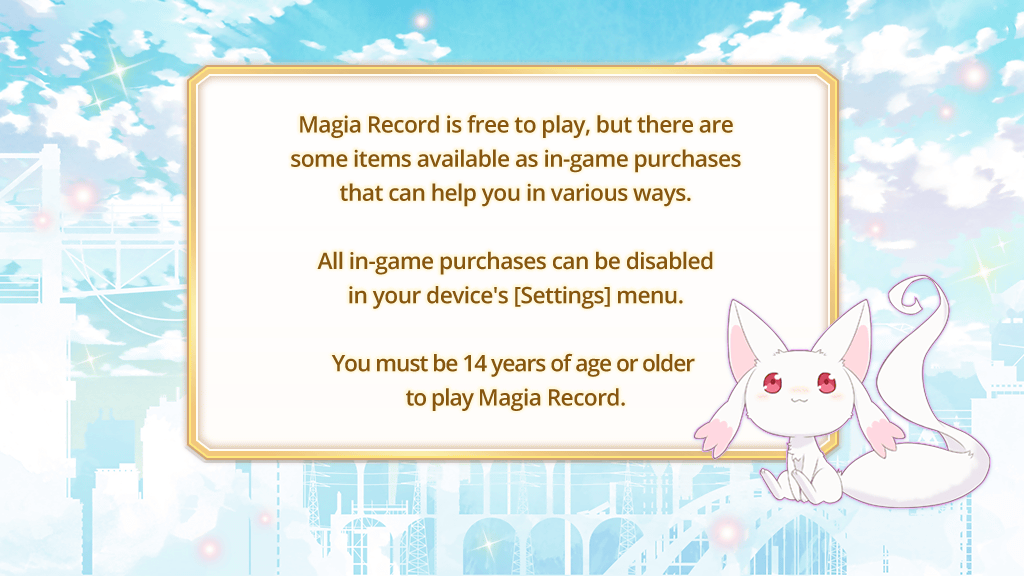 Magia Record is free to play, but there are
some items available as in-game purchases
that can help you in various ways.
All in-game purchases can be disabled
in your device's [Settings] menu.
You must be 14 years of age or older
to play Magia Record.